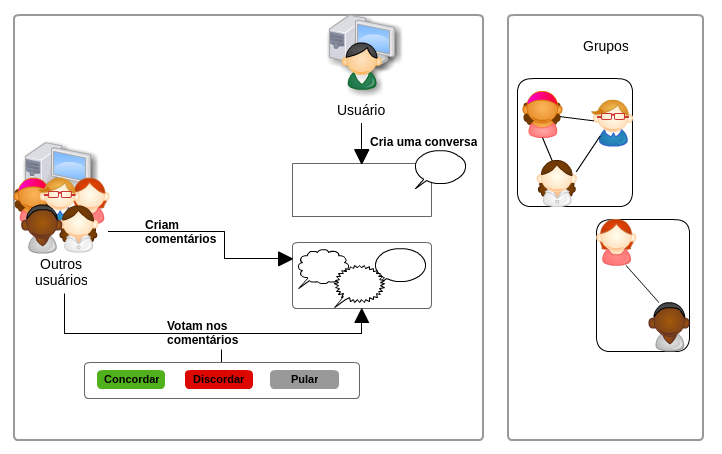 Grupos
Usuário
Cria uma conversa
Criam
comentários
Outros
usuários
Votam nos
comentários
Concordar
Discordar
Pular